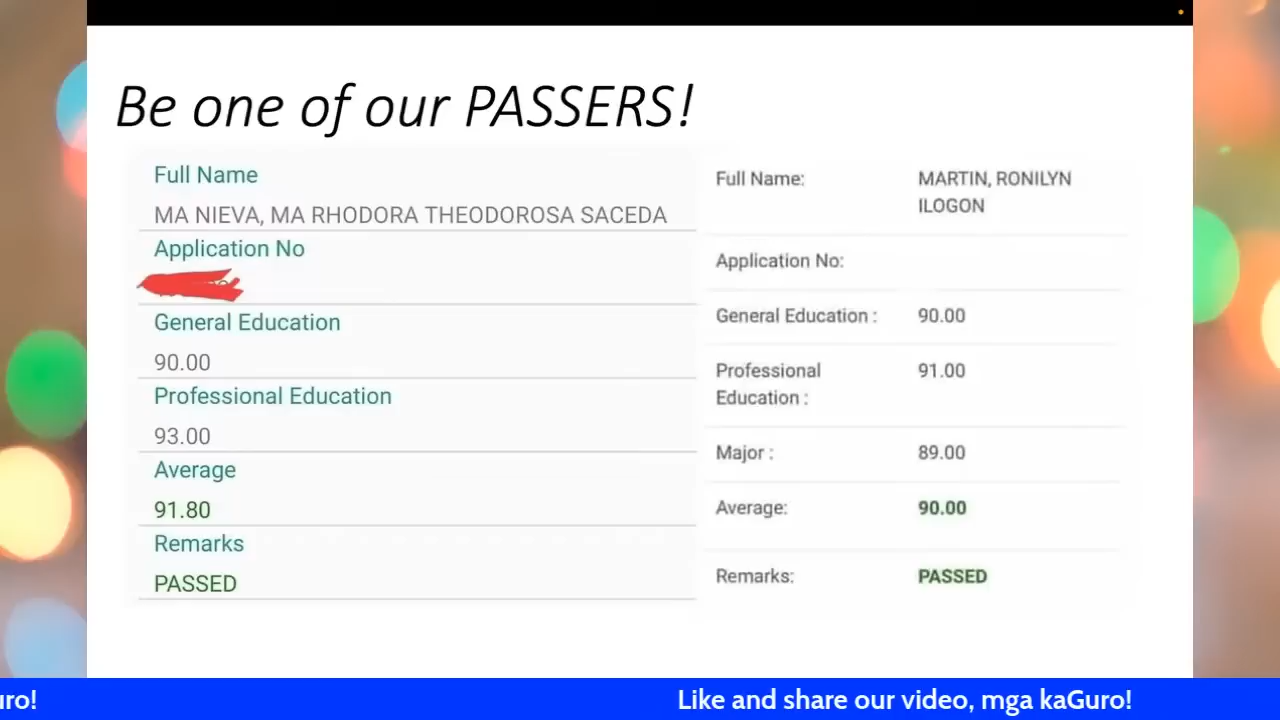 Be one of our PASSERS!
Full Name
MA NIEVA, MA RHODORA THEODOROSA SACEDA
Application No
General Education
90.00
Professional Education
93.00
Average
91.80
Remarks
PASSED
Full Name: MARTIN, RONILYN
ILOGON
Application No:
General Education : 90.00
Professional 91.00
Education :
Major : 89.00
Average: 90.00
Remarks: PASSED
uro! Like and share our video, mga kaGuro!